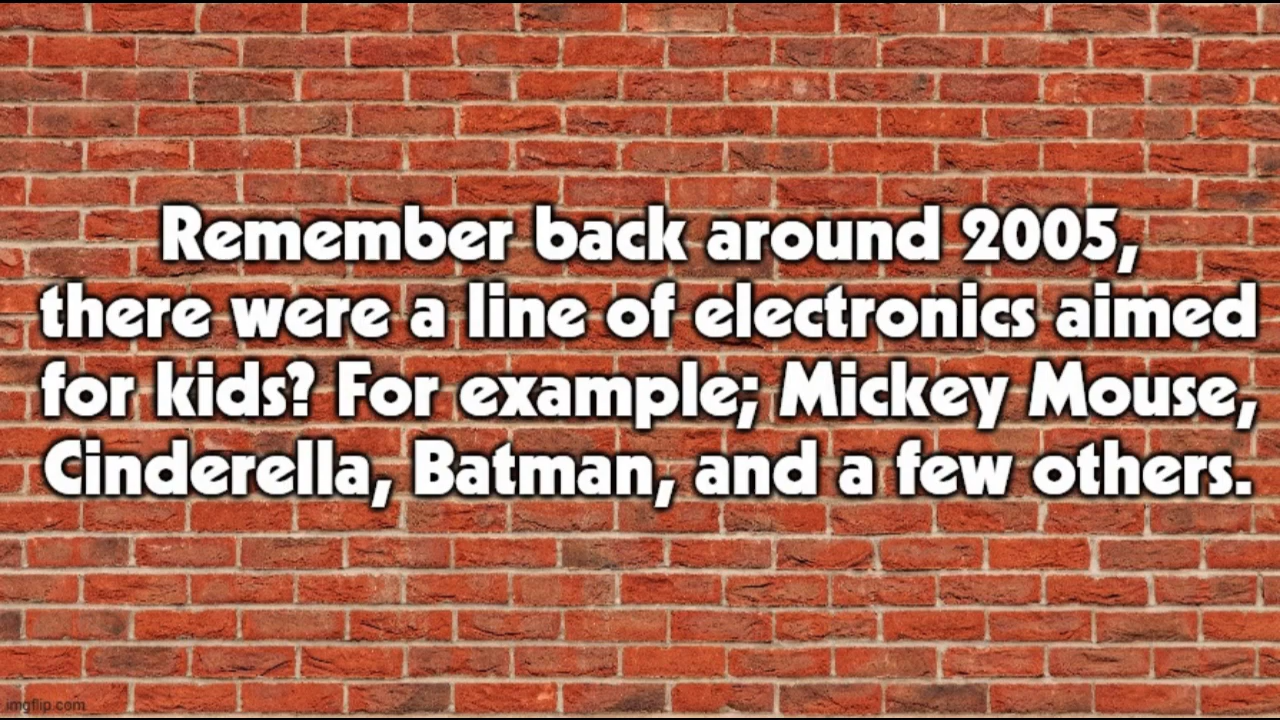 Remember back around 2005,
there were a line of electronics aimed
for kids? For example; Mickey Mouse,
Cinderella, Batman, and a few others.
imgflip.com